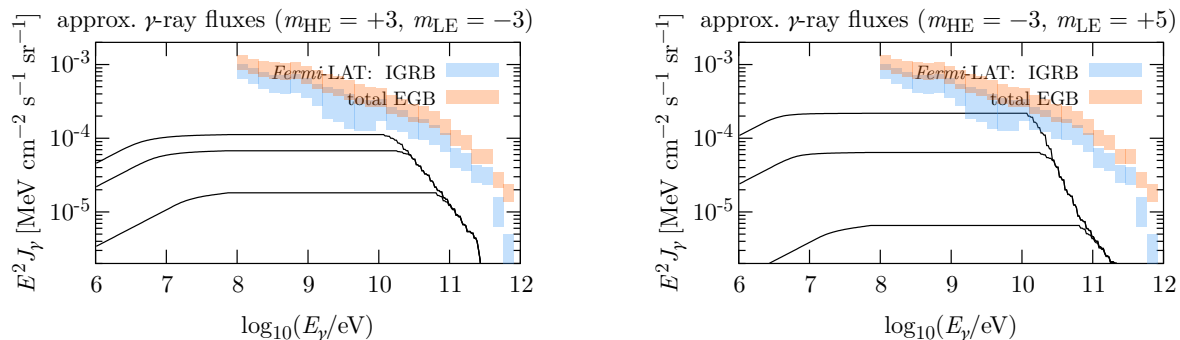 approx. γ-ray fluxes (m_HE = +3, m_LE = −3)
E² J_γ [MeV cm⁻² s⁻¹ sr⁻¹]
10⁻³
10⁻⁴
10⁻⁵
Fermi-LAT: IGRB
total EGB
6 7 8 9 10 11 12
log₁₀(E_γ/eV)
approx. γ-ray fluxes (m_HE = −3, m_LE = +5)
E² J_γ [MeV cm⁻² s⁻¹ sr⁻¹]
10⁻³
10⁻⁴
10⁻⁵
Fermi-LAT: IGRB
total EGB
6 7 8 9 10 11 12
log₁₀(E_γ/eV)